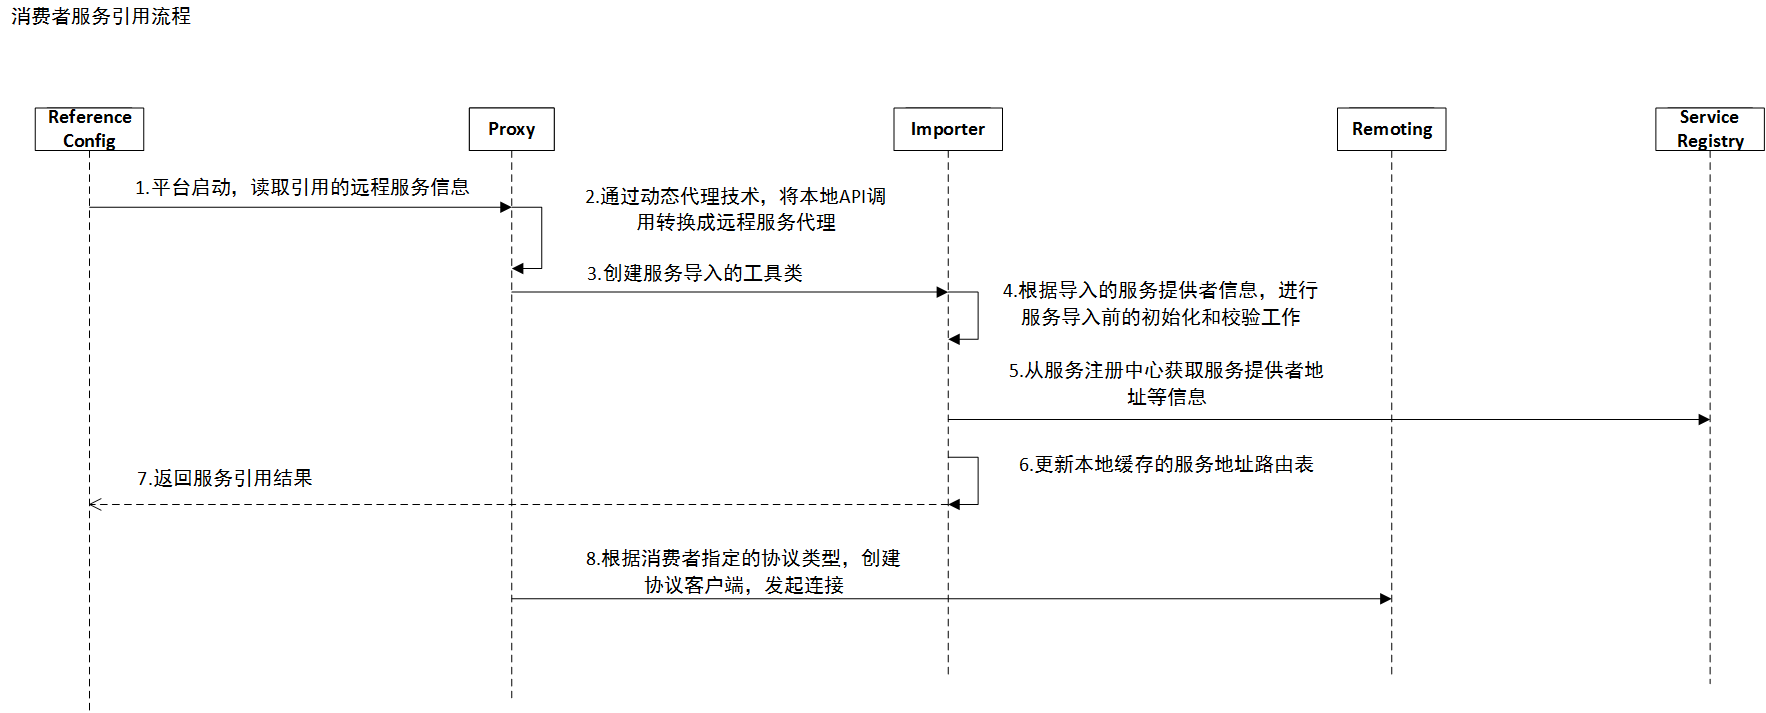 消费者服务引用流程
Reference
Config
Proxy
Importer
Remoting
Service
Registry
1.平台启动，读取引用的远程服务信息
2.通过动态代理技术，将本地API调
用转换成远程服务代理
3.创建服务导入的工具类
4.根据导入的服务提供者信息，进行
服务导入前的初始化和校验工作
5.从服务注册中心获取服务提供者地
址等信息
6.更新本地缓存的服务地址路由表
7.返回服务引用结果
8.根据消费者指定的协议类型，创建
协议客户端，发起连接